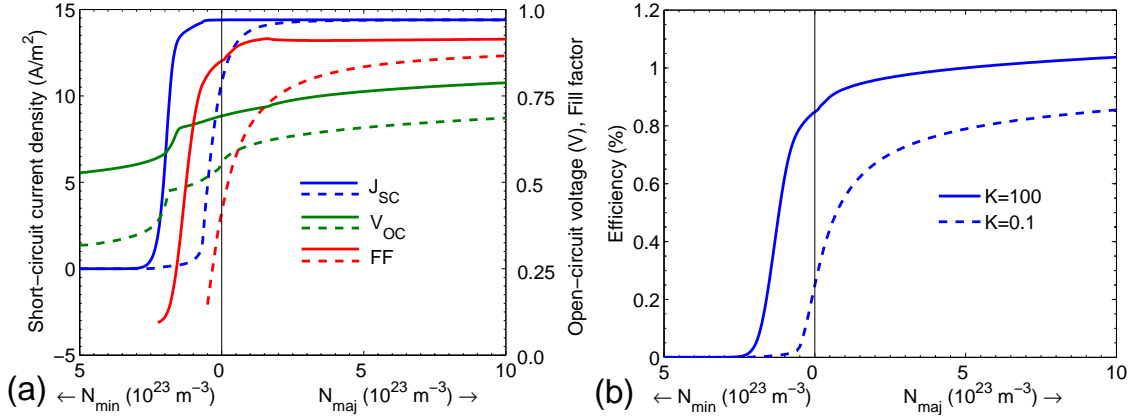 Short−circuit current density (A/m²)
15
10
5
0
−5
1.0
0.75
0.5
0.25
0.0
Open−circuit voltage (V), Fill factor
J_SC
V_OC
FF
5
0
5
10
(a)
← N_min (10²³ m⁻³)
N_maj (10²³ m⁻³) →
Efficiency (%)
1.2
1
0.8
0.6
0.4
0.2
0
K=100
K=0.1
5
0
5
10
(b)
← N_min (10²³ m⁻³)
N_maj (10²³ m⁻³) →